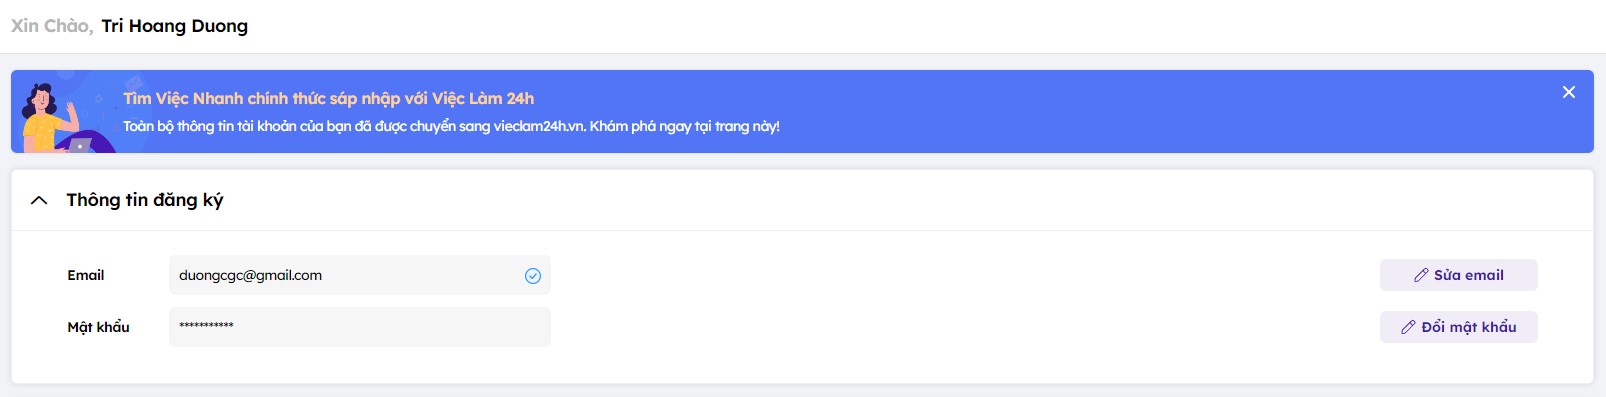 Xin Chào, Tri Hoang Duong
Tìm Việc Nhanh chính thức sáp nhập với Việc Làm 24h
Toàn bộ thông tin tài khoản của bạn đã được chuyển sang vieclam24h.vn. Khám phá ngay tại trang này!
Thông tin đăng ký
Email duongcgc@gmail.com Sửa email
Mật khẩu *********** Đổi mật khẩu